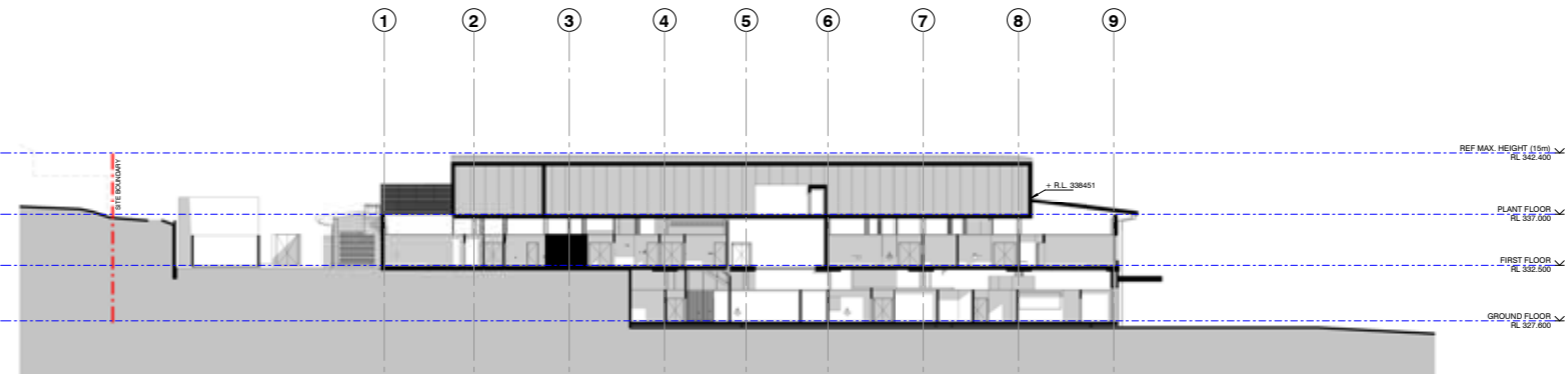 1
2
3
4
5
6
7
8
9
REF MAX. HEIGHT (15m)
RL 342.400
SITE BOUNDARY
+ R.L. 338451
PLANT FLOOR
RL 337.000
FIRST FLOOR
RL 332.500
GROUND FLOOR
RL 327.600